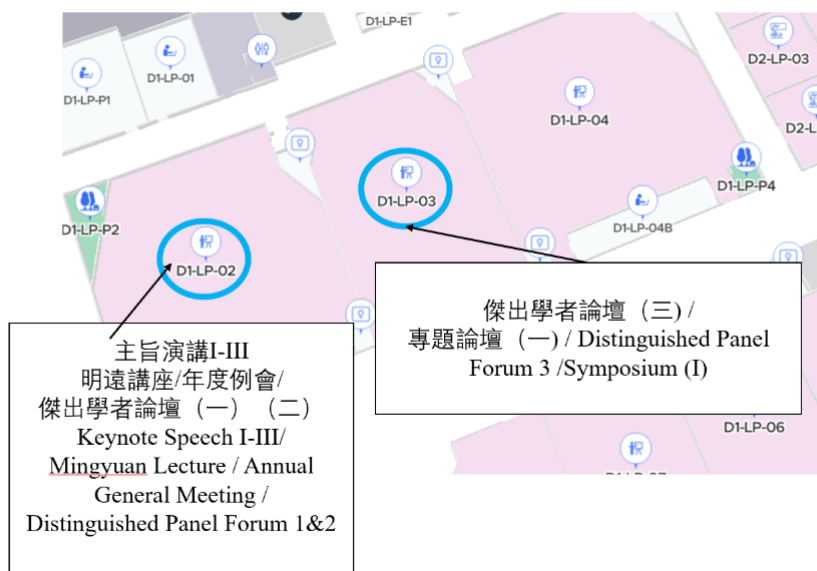 D1-LP-E1
D1-LP-01
D1-LP-P1
D2-LP-03
D1-LP-04
D2-L
D1-LP-P4
D1-LP-03
D1-LP-04B
D1-LP-P2
D1-LP-02
傑出學者論壇（三）/
專題論壇（一）/ Distinguished Panel
Forum 3 /Symposium (I)
主旨演講I-III
明遠講座/年度例會/
傑出學者論壇（一）（二）
Keynote Speech I-III/
Mingyuan Lecture / Annual
General Meeting /
Distinguished Panel Forum 1&2
D1-LP-06